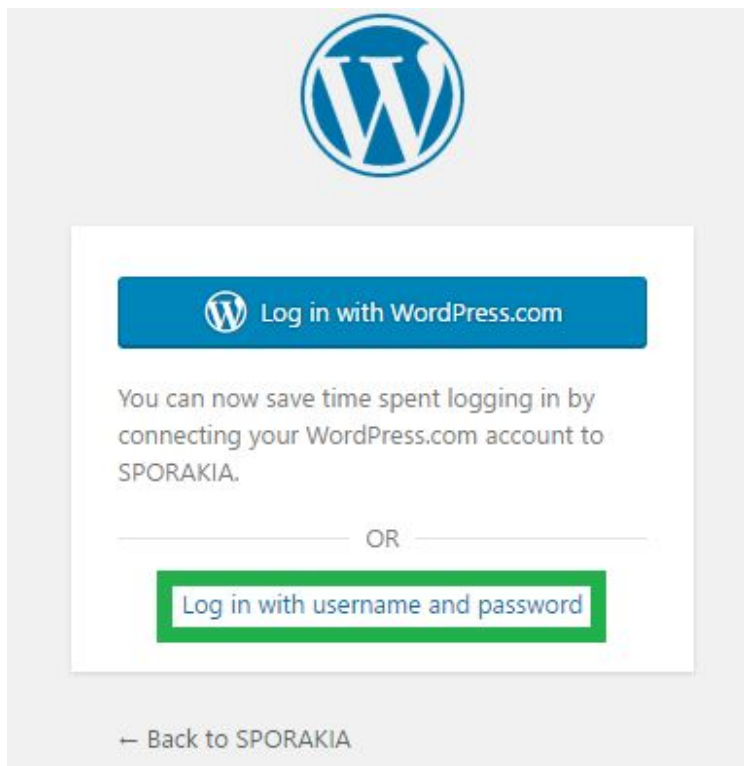 Log in with WordPress.com
You can now save time spent logging in by
connecting your WordPress.com account to
SPORAKIA.
OR
Log in with username and password
← Back to SPORAKIA